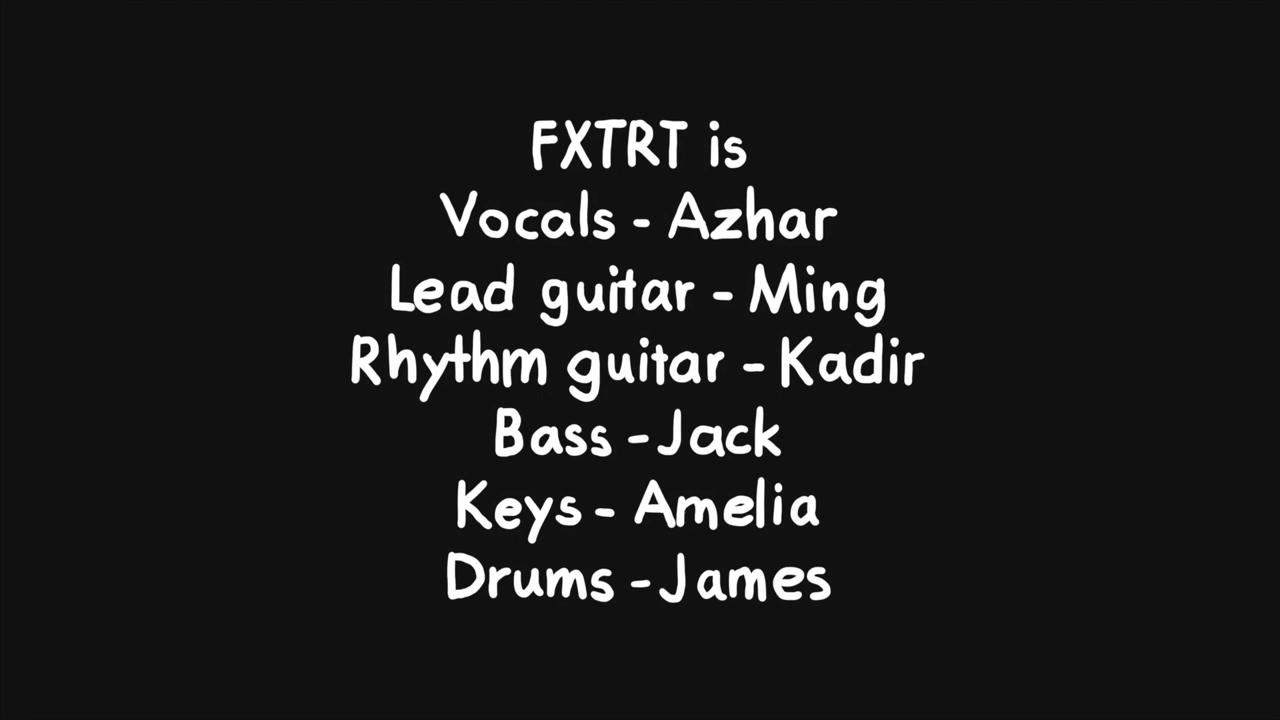 FXTRT is
Vocals - Azhar
Lead guitar - Ming
Rhythm guitar - Kadir
Bass - Jack
Keys - Amelia
Drums - James